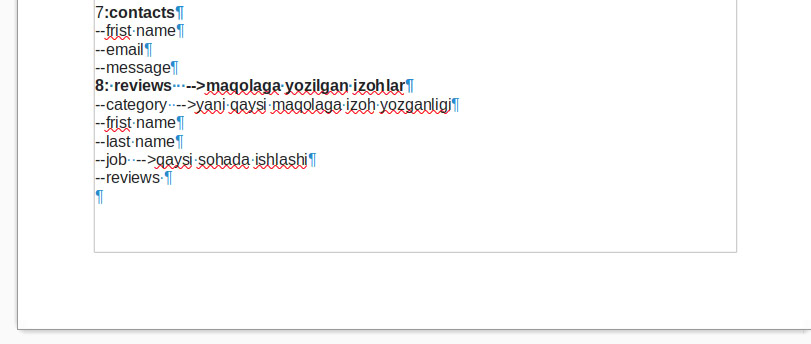 7:contacts
--frist name
--email
--message
8: reviews -->maqolaga yozilgan izohlar
--category -->yani qaysi maqolaga izoh yozganligi
--frist name
--last name
--job -->qaysi sohada ishlashi
--reviews